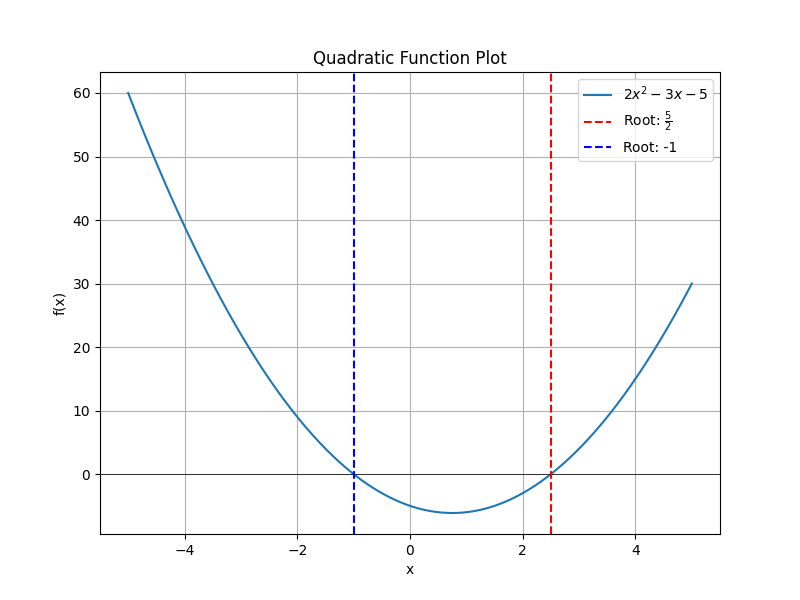 Quadratic Function Plot
2x² − 3x − 5
Root: 5/2
Root: -1
60
50
40
30
20
10
0
f(x)
−4 −2 0 2 4
x